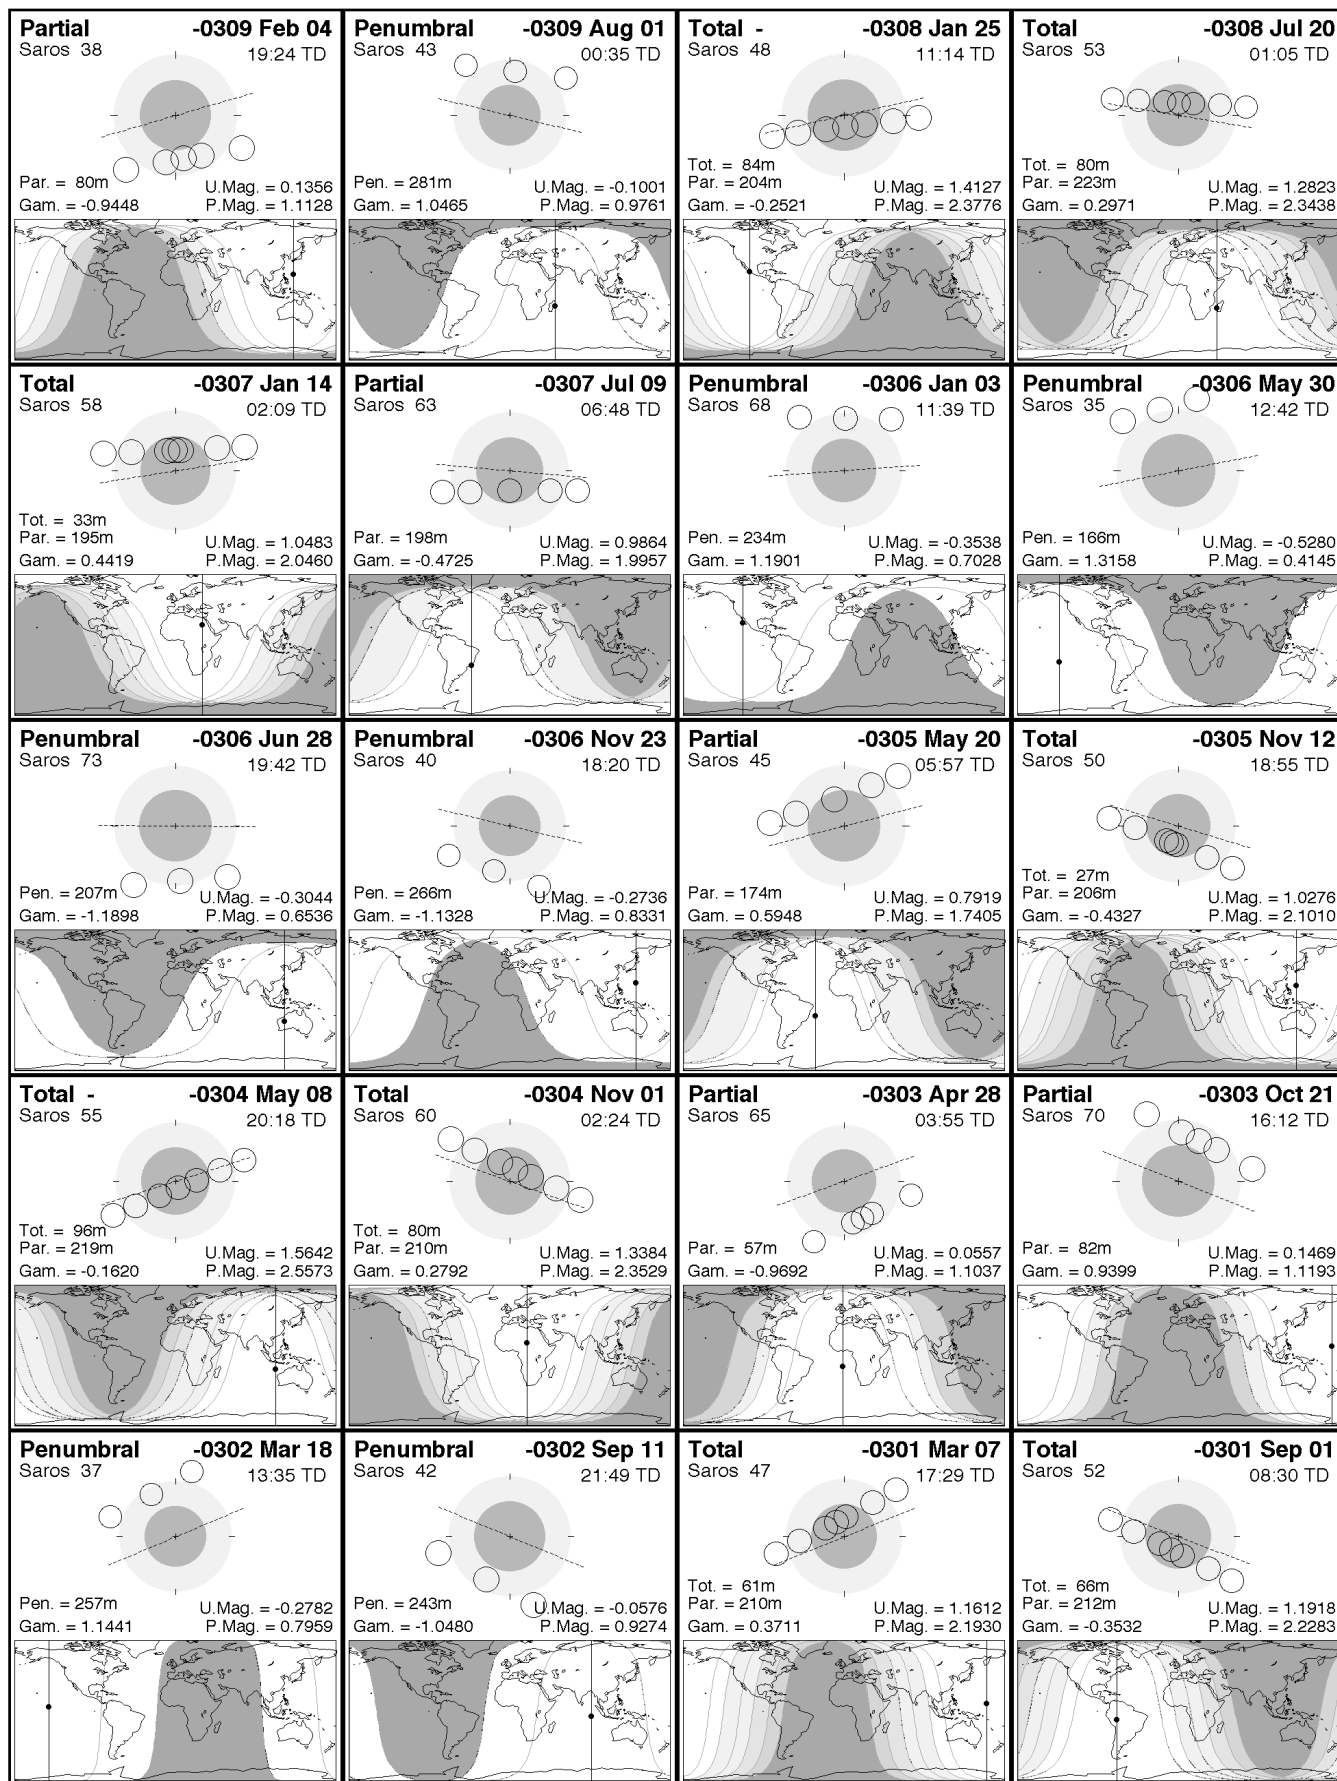 Partial -0309 Feb 04
Saros 38 19:24 TD
Par. = 80m U.Mag. = 0.1356
Gam. = -0.9448 P.Mag. = 1.1128
Penumbral -0309 Aug 01
Saros 43 00:35 TD
Pen. = 281m U.Mag. = -0.1001
Gam. = 1.0465 P.Mag. = 0.9761
Total - -0308 Jan 25
Saros 48 11:14 TD
Tot. = 84m
Par. = 204m U.Mag. = 1.4127
Gam. = -0.2521 P.Mag. = 2.3776
Total -0308 Jul 20
Saros 53 01:05 TD
Tot. = 80m
Par. = 223m U.Mag. = 1.2823
Gam. = 0.2971 P.Mag. = 2.3438
Total -0307 Jan 14
Saros 58 02:09 TD
Tot. = 33m
Par. = 195m U.Mag. = 1.0483
Gam. = 0.4419 P.Mag. = 2.0460
Partial -0307 Jul 09
Saros 63 06:48 TD
Par. = 198m U.Mag. = 0.9864
Gam. = -0.4725 P.Mag. = 1.9957
Penumbral -0306 Jan 03
Saros 68 11:39 TD
Pen. = 234m U.Mag. = -0.3538
Gam. = 1.1901 P.Mag. = 0.7028
Penumbral -0306 May 30
Saros 35 12:42 TD
Pen. = 166m U.Mag. = -0.5280
Gam. = 1.3158 P.Mag. = 0.4145
Penumbral -0306 Jun 28
Saros 73 19:42 TD
Pen. = 207m U.Mag. = -0.3044
Gam. = -1.1898 P.Mag. = 0.6536
Penumbral -0306 Nov 23
Saros 40 18:20 TD
Pen. = 266m U.Mag. = -0.2736
Gam. = -1.1328 P.Mag. = 0.8331
Partial -0305 May 20
Saros 45 05:57 TD
Par. = 174m U.Mag. = 0.7919
Gam. = 0.5948 P.Mag. = 1.7405
Total -0305 Nov 12
Saros 50 18:55 TD
Tot. = 27m
Par. = 206m U.Mag. = 1.0276
Gam. = -0.4327 P.Mag. = 2.1010
Total - -0304 May 08
Saros 55 20:18 TD
Tot. = 96m
Par. = 219m U.Mag. = 1.5642
Gam. = -0.1620 P.Mag. = 2.5573
Total -0304 Nov 01
Saros 60 02:24 TD
Tot. = 80m
Par. = 210m U.Mag. = 1.3384
Gam. = 0.2792 P.Mag. = 2.3529
Partial -0303 Apr 28
Saros 65 03:55 TD
Par. = 57m U.Mag. = 0.0557
Gam. = -0.9692 P.Mag. = 1.1037
Partial -0303 Oct 21
Saros 70 16:12 TD
Par. = 82m U.Mag. = 0.1469
Gam. = 0.9399 P.Mag. = 1.1193
Penumbral -0302 Mar 18
Saros 37 13:35 TD
Pen. = 257m U.Mag. = -0.2782
Gam. = 1.1441 P.Mag. = 0.7959
Penumbral -0302 Sep 11
Saros 42 21:49 TD
Pen. = 243m U.Mag. = -0.0576
Gam. = -1.0480 P.Mag. = 0.9274
Total -0301 Mar 07
Saros 47 17:29 TD
Tot. = 61m
Par. = 210m U.Mag. = 1.1612
Gam. = 0.3711 P.Mag. = 2.1930
Total -0301 Sep 01
Saros 52 08:30 TD
Tot. = 66m
Par. = 212m U.Mag. = 1.1918
Gam. = -0.3532 P.Mag. = 2.2283